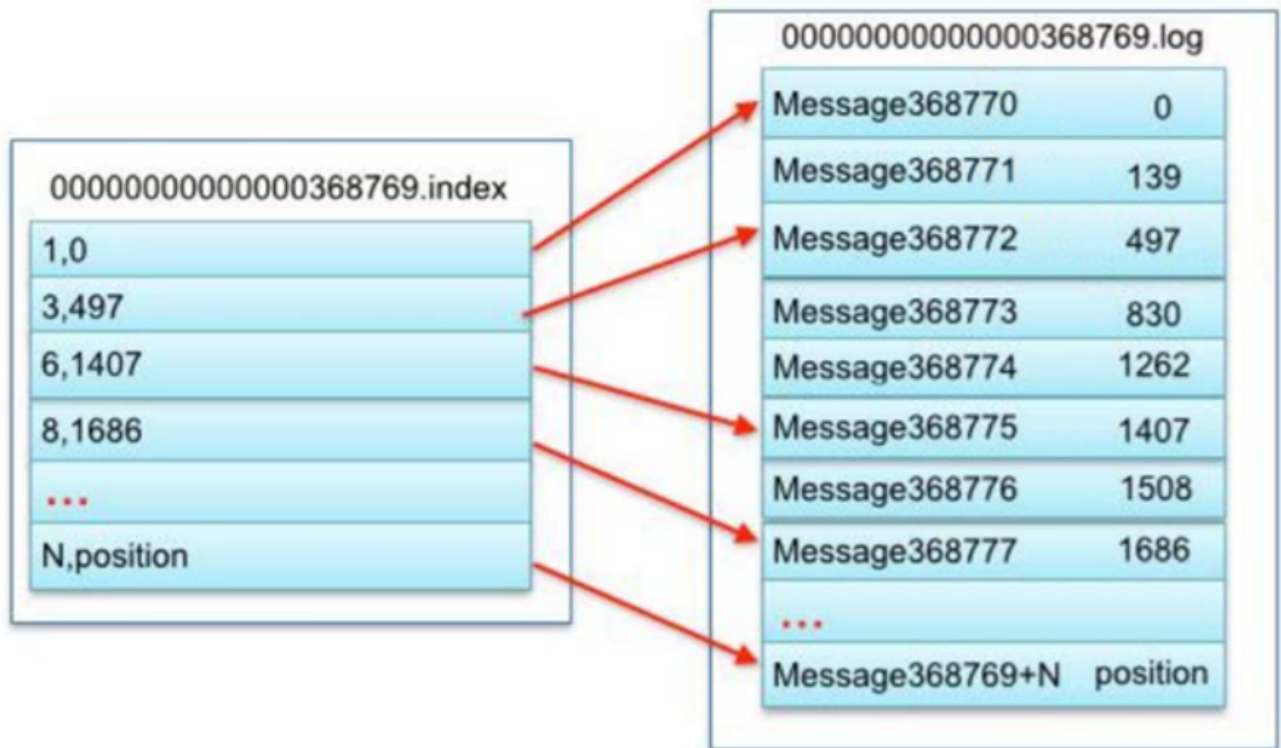 00000000000000368769.index
1,0
3,497
6,1407
8,1686
...
N,position
00000000000000368769.log
Message368770 0
Message368771 139
Message368772 497
Message368773 830
Message368774 1262
Message368775 1407
Message368776 1508
Message368777 1686
...
Message368769+N position